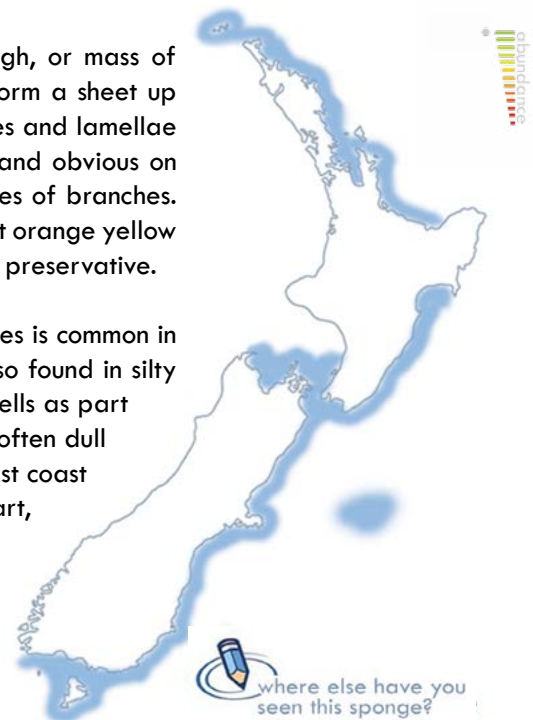 gh, or mass of
orm a sheet up
es and lamellae
and obvious on
es of branches.
t orange yellow
preservative.
es is common in
so found in silty
ells as part
often dull
st coast
art,
abundance
where else have you
seen this sponge?